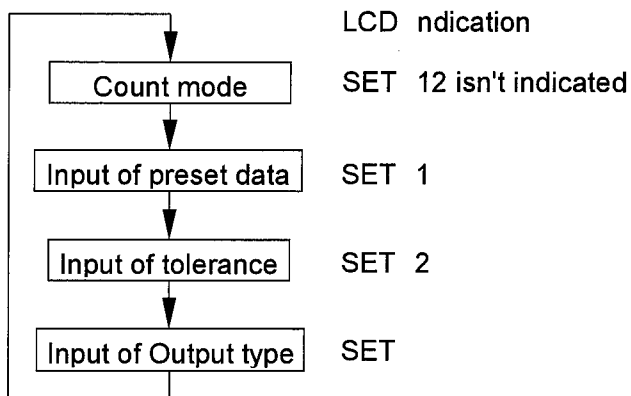 LCD ndication
Count mode SET 12 isn't indicated
Input of preset data SET 1
Input of tolerance SET 2
Input of Output type SET